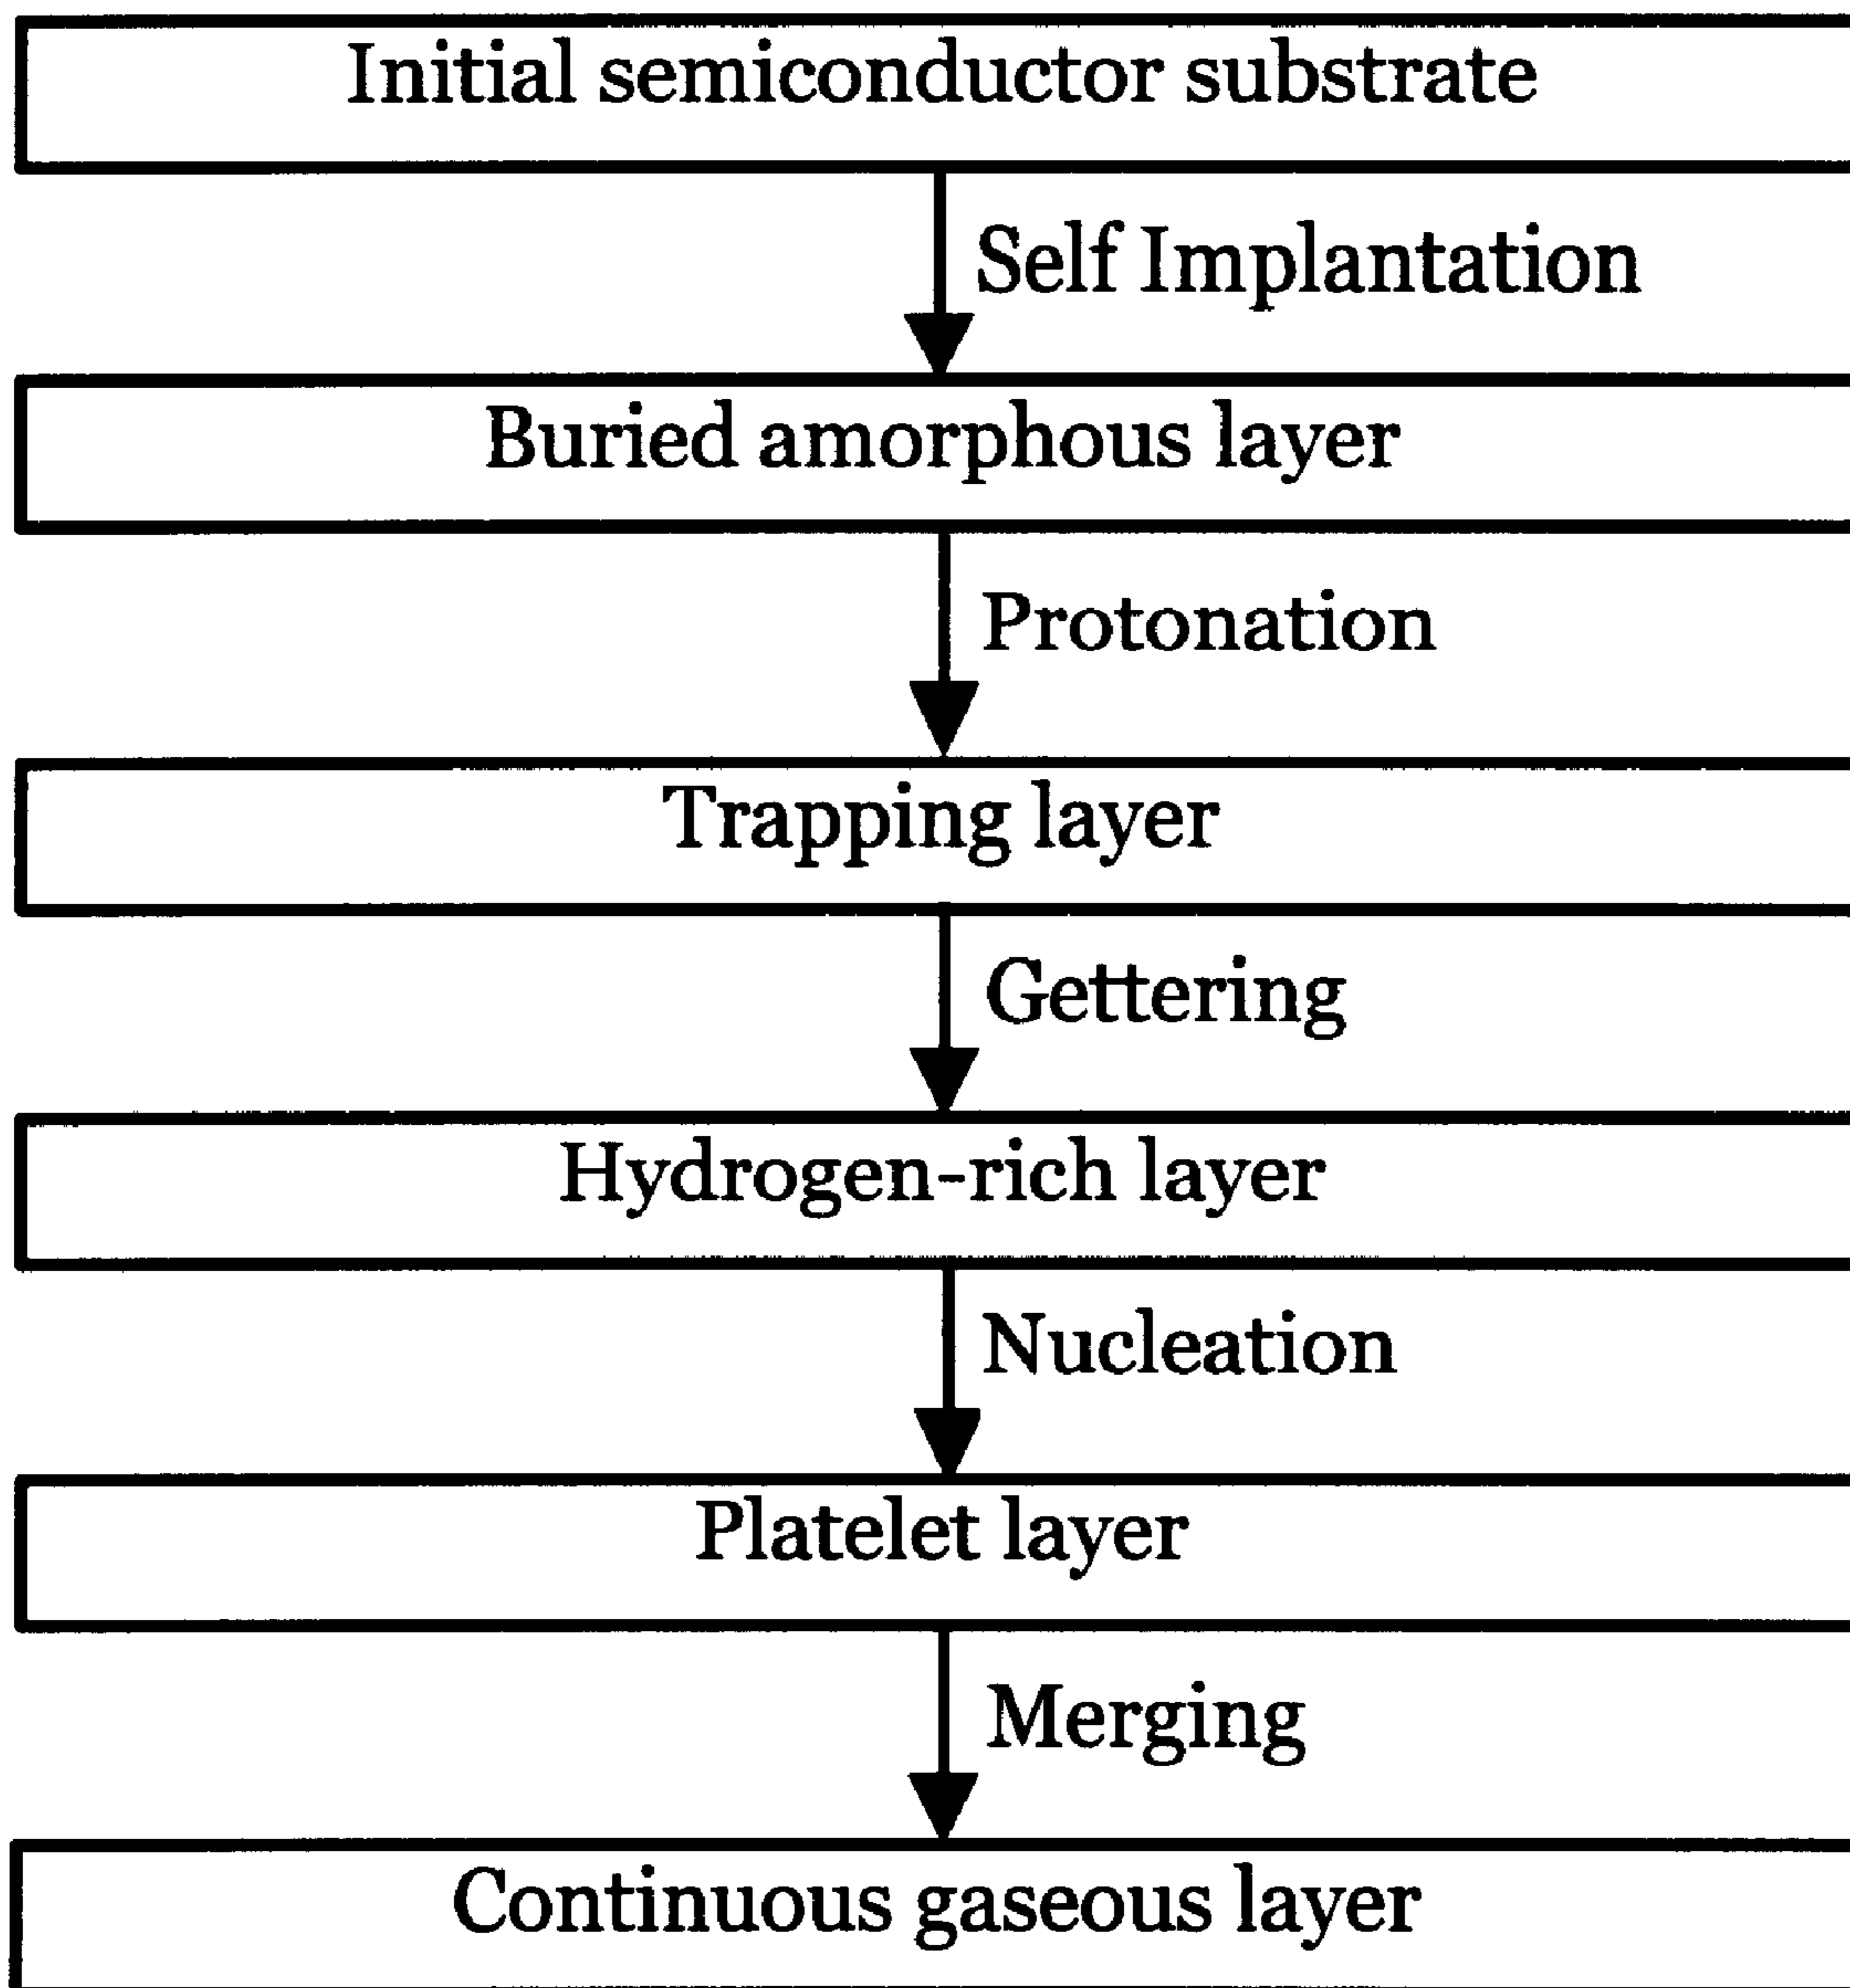 Initial semiconductor substrate
Self Implantation
Buried amorphous layer
Protonation
Trapping layer
Gettering
Hydrogen-rich layer
Nucleation
Platelet layer
Merging
Continuous gaseous layer